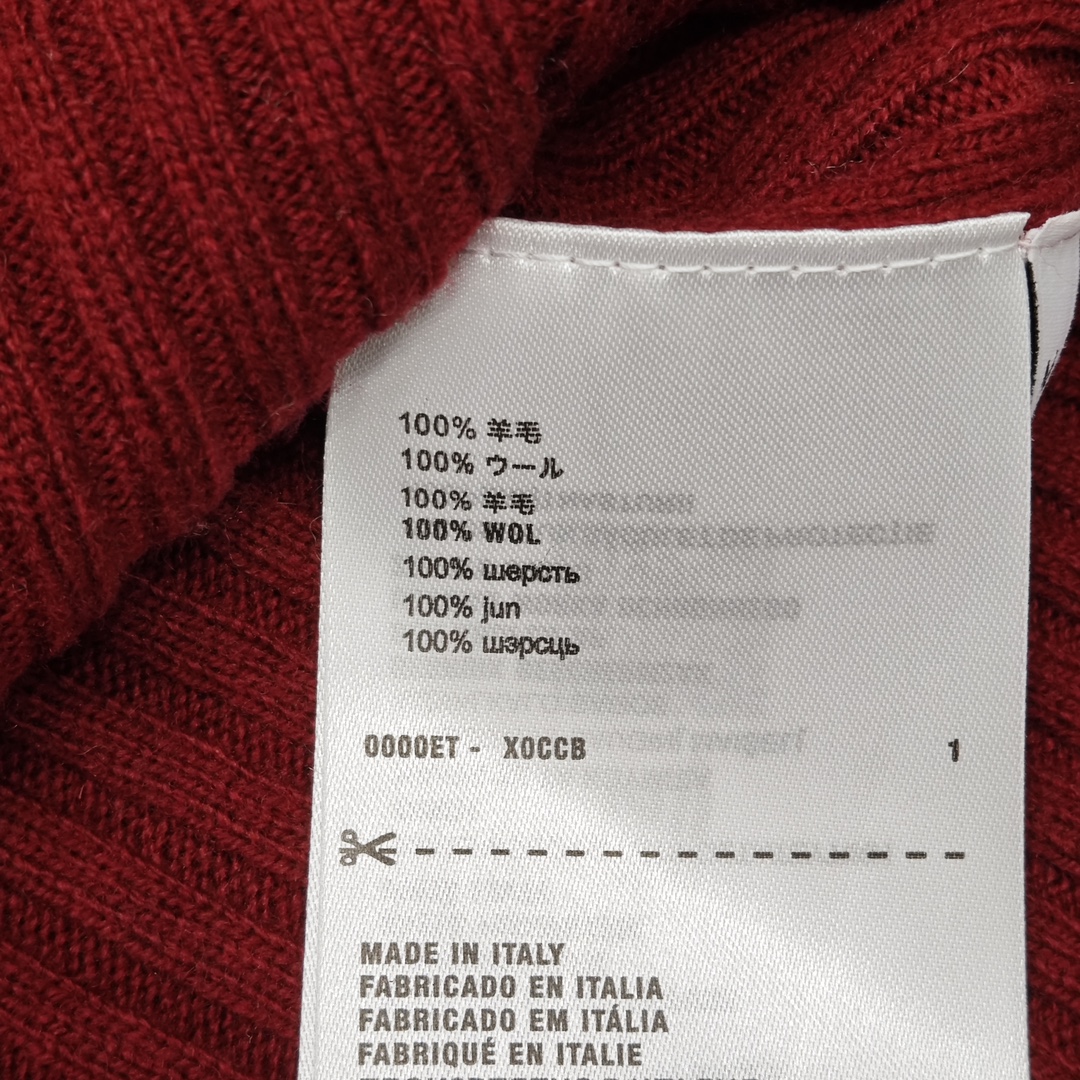 100% 羊毛
100% ウール
100% 羊毛
100% WOL
100% шерсть
100% jun
100% шэрсць
0000ET - X0CCB 1
MADE IN ITALY
FABRICADO EN ITALIA
FABRICADO EM ITÁLIA
FABRIQUÉ EN ITALIE